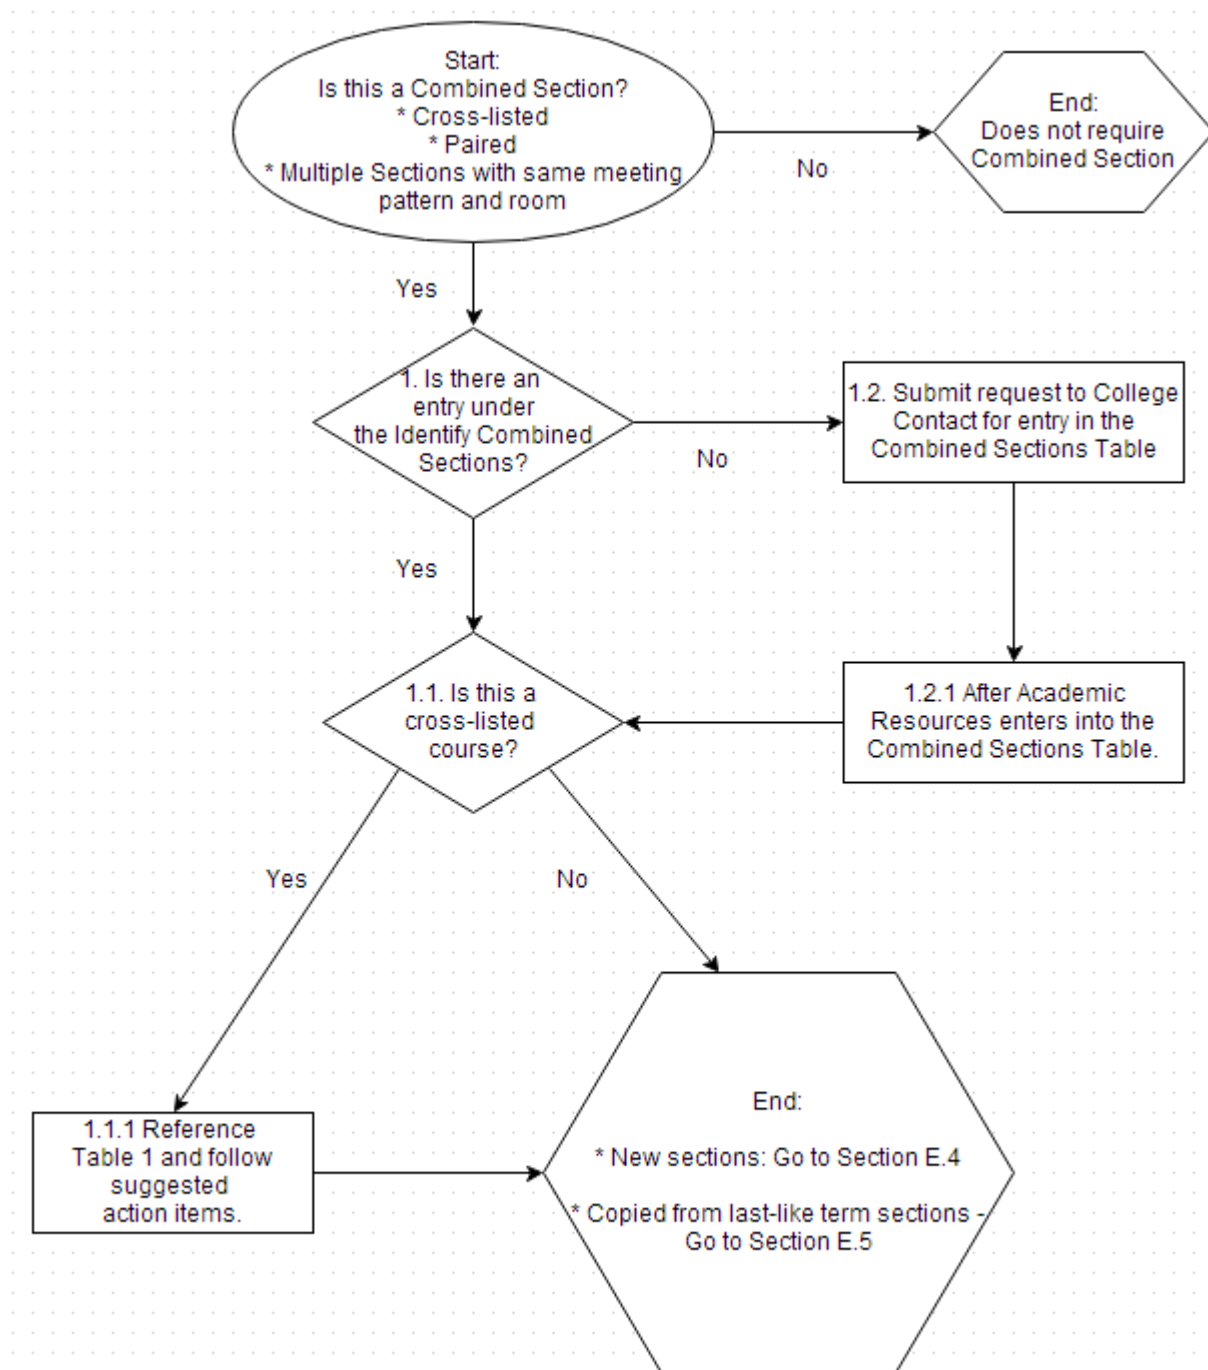 Start:
Is this a Combined Section?
* Cross-listed
* Paired
* Multiple Sections with same meeting
pattern and room
No
End:
Does not require
Combined Section
Yes
1. Is there an
entry under
the Identify Combined
Sections?
No
1.2. Submit request to College
Contact for entry in the
Combined Sections Table
Yes
1.1. Is this a
cross-listed
course?
1.2.1 After Academic
Resources enters into the
Combined Sections Table.
Yes
No
1.1.1 Reference
Table 1 and follow
suggested
action items.
End:
* New sections: Go to Section E.4
* Copied from last-like term sections -
Go to Section E.5